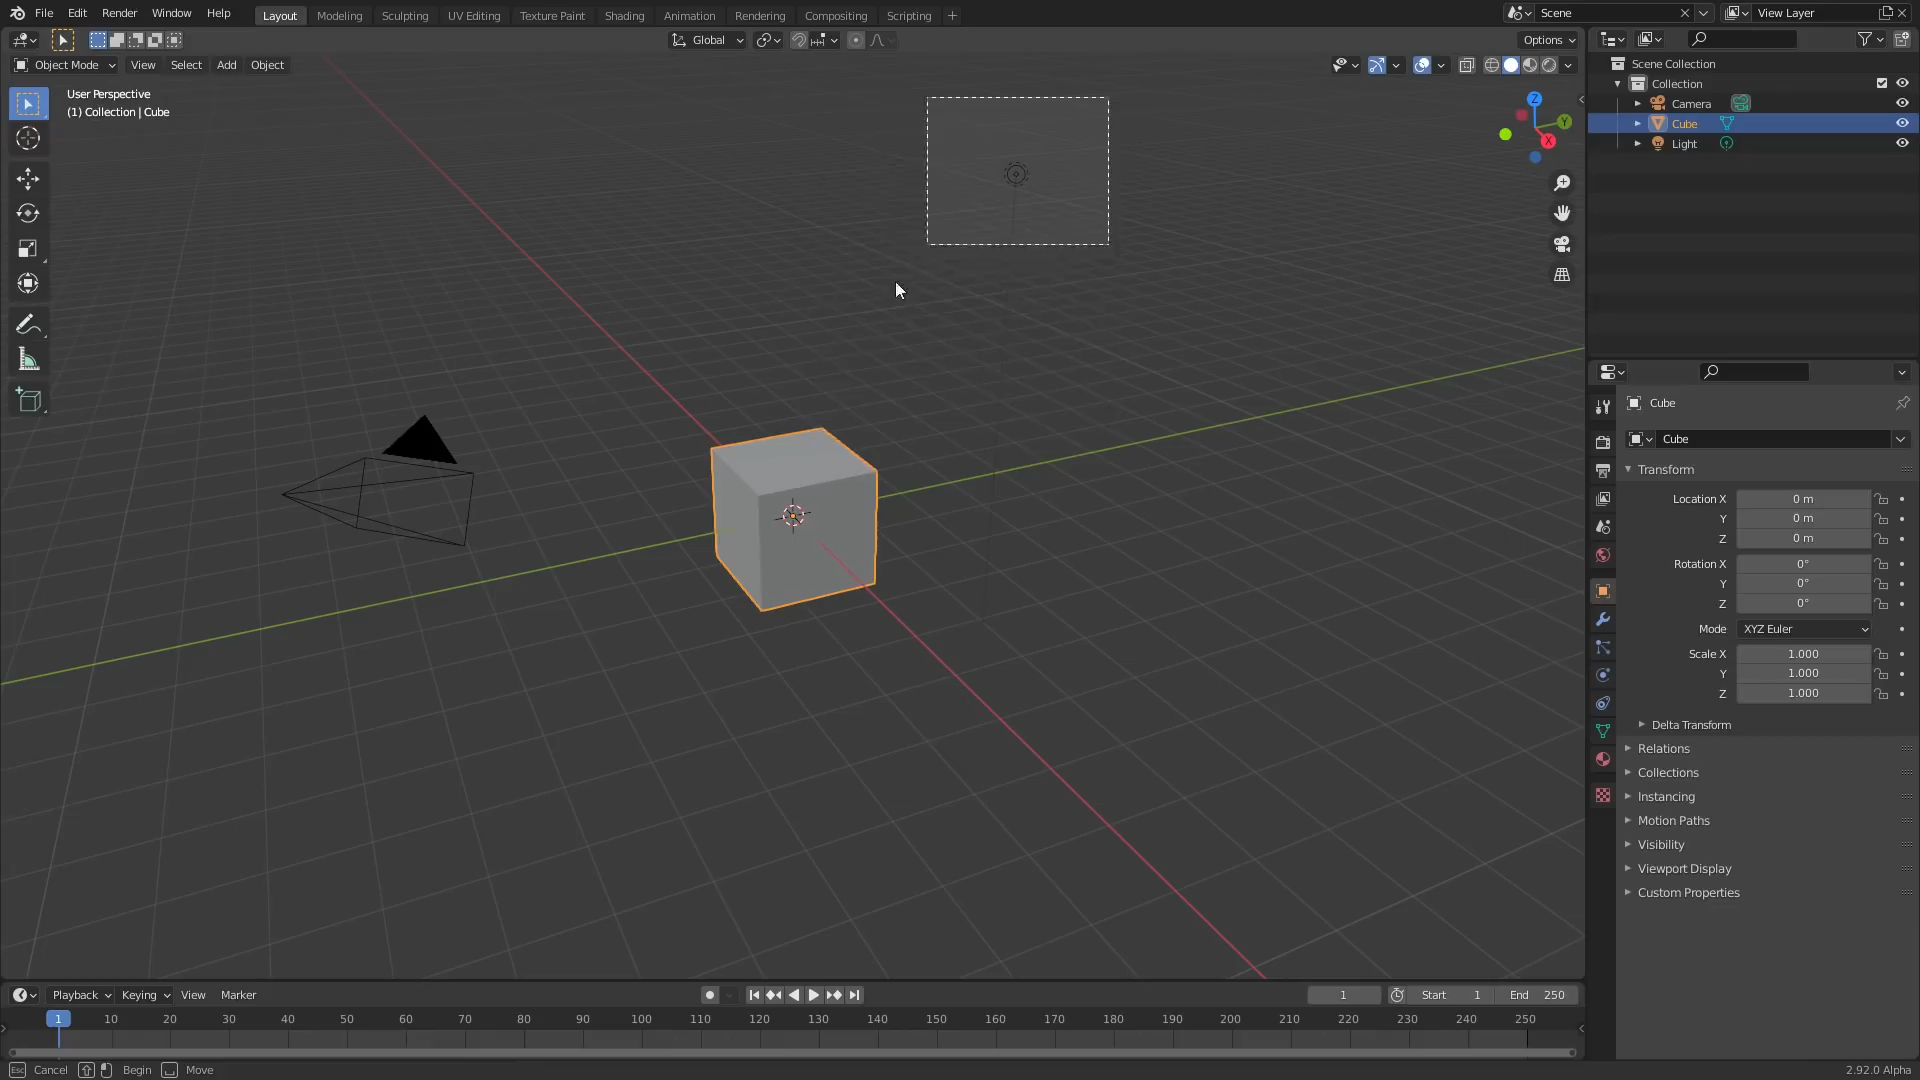 File Edit Render Window Help Layout Modeling Sculpting UV Editing Texture Paint Shading Animation Rendering Compositing Scripting + Scene View Layer
Global Options
Object Mode View Select Add Object
User Perspective
(1) Collection | Cube
Z
Y
X
Scene Collection
Collection
Camera
Cube
Light
Cube
Cube
Transform
Location X 0 m
Y 0 m
Z 0 m
Rotation X 0°
Y 0°
Z 0°
Mode XYZ Euler
Scale X 1.000
Y 1.000
Z 1.000
Delta Transform
Relations
Collections
Instancing
Motion Paths
Visibility
Viewport Display
Custom Properties
Playback Keying View Marker 1 Start 1 End 250
1 10 20 30 40 50 60 70 80 90 100 110 120 130 140 150 160 170 180 190 200 210 220 230 240 250
Esc Cancel Begin Move 2.92.0 Alpha